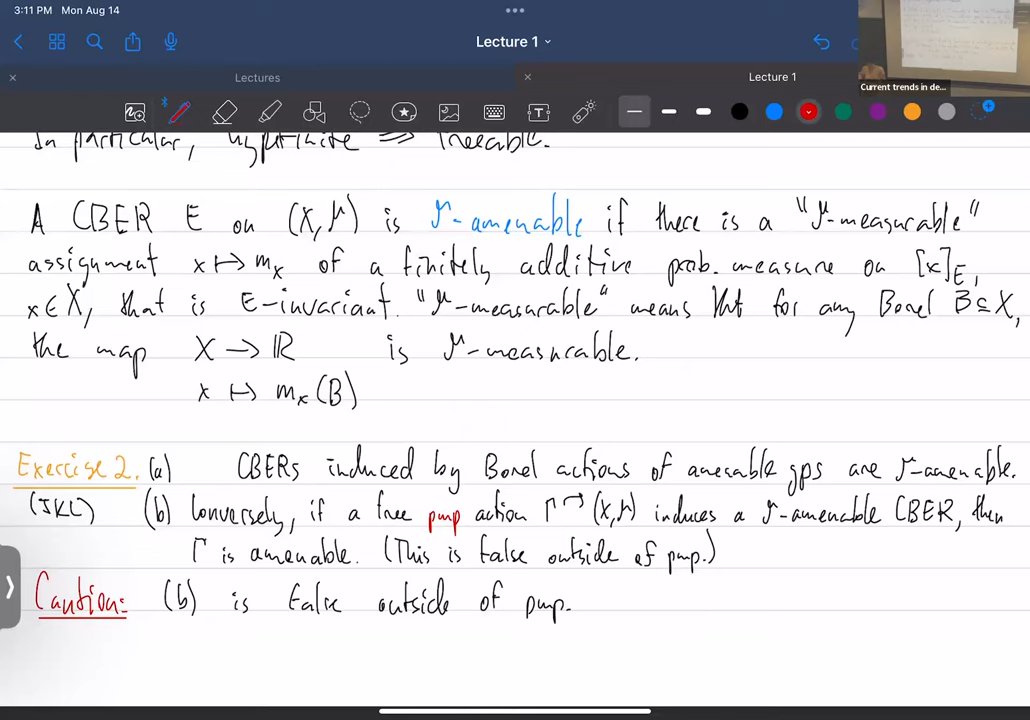 3:11 PM Mon Aug 14
Lecture 1
Lectures
Lecture 1
Current trends in de...
In particular, hyperfinite ⇒ treeable.
A CBER E on (X,μ) is μ-amenable if there is a "μ-measurable"
assignment x ↦ m_x of a finitely additive prob. measure on [x]_E,
x∈X, that is E-invariant. "μ-measurable" means tht for any Borel B⊆X,
the map X → ℝ is μ-measurable.
x ↦ m_x(B)
Exercise 2. (a) CBERs induced by Borel actions of amenable gps are μ-amenable.
(JKL) (b) Conversely, if a free pmp action Γ ↷ (X,μ) induces a μ-amenable CBER, then
Γ is amenable. (This is false outside of pmp.)
Caution: (b) is false outside of pmp.